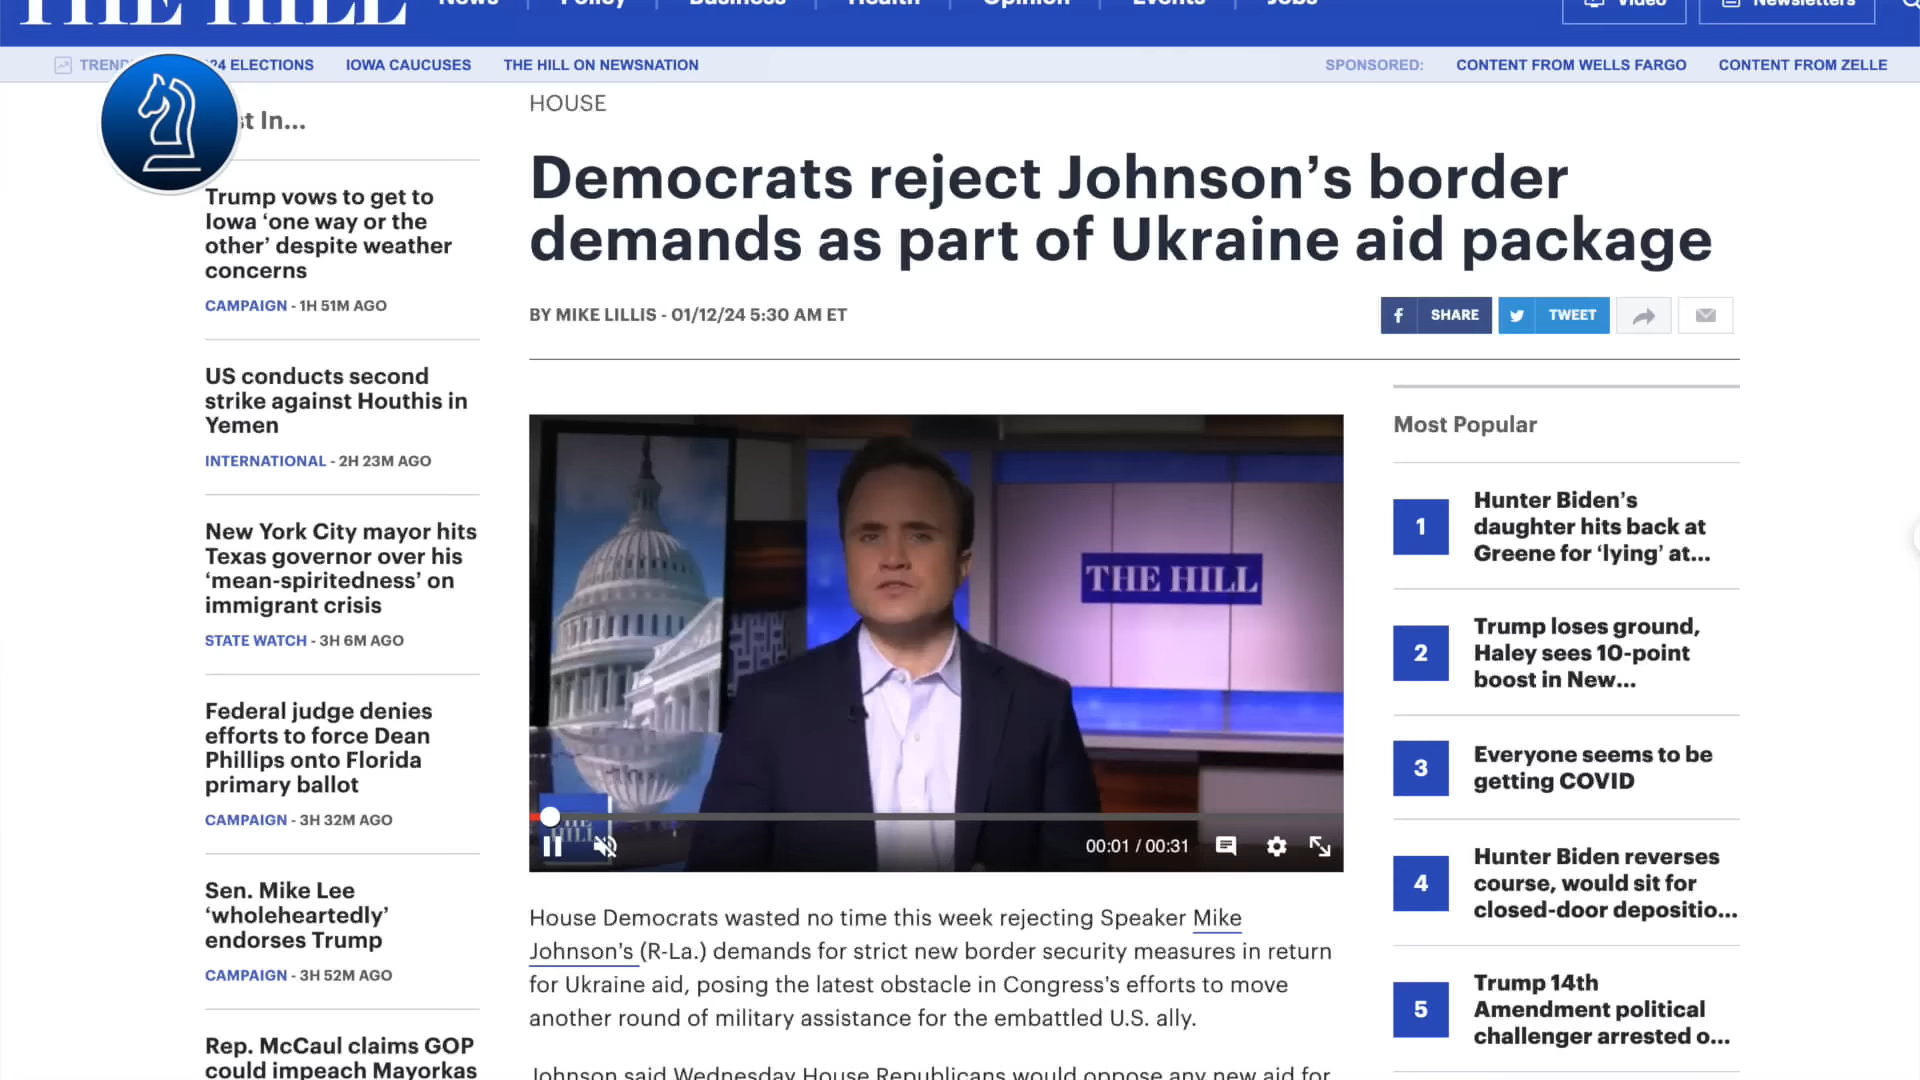 THE HILL
News
Policy
Business
Health
Opinion
Events
Jobs
Video
Newsletters
TREND
24 ELECTIONS
IOWA CAUCUSES
THE HILL ON NEWSNATION
SPONSORED:
CONTENT FROM WELLS FARGO
CONTENT FROM ZELLE
st In...
Trump vows to get to
Iowa ‘one way or the
other’ despite weather
concerns
CAMPAIGN - 1H 51M AGO
US conducts second
strike against Houthis in
Yemen
INTERNATIONAL - 2H 23M AGO
New York City mayor hits
Texas governor over his
‘mean-spiritedness’ on
immigrant crisis
STATE WATCH - 3H 6M AGO
Federal judge denies
efforts to force Dean
Phillips onto Florida
primary ballot
CAMPAIGN - 3H 32M AGO
Sen. Mike Lee
‘wholeheartedly’
endorses Trump
CAMPAIGN - 3H 52M AGO
Rep. McCaul claims GOP
could impeach Mayorkas
HOUSE
Democrats reject Johnson’s border
demands as part of Ukraine aid package
BY MIKE LILLIS - 01/12/24 5:30 AM ET
SHARE
TWEET
THE HILL
THE
HILL
00:01 / 00:31
House Democrats wasted no time this week rejecting Speaker Mike
Johnson's (R-La.) demands for strict new border security measures in return
for Ukraine aid, posing the latest obstacle in Congress's efforts to move
another round of military assistance for the embattled U.S. ally.
Johnson said Wednesday House Republicans would oppose any new aid for
Most Popular
1
Hunter Biden’s
daughter hits back at
Greene for ‘lying’ at...
2
Trump loses ground,
Haley sees 10-point
boost in New...
3
Everyone seems to be
getting COVID
4
Hunter Biden reverses
course, would sit for
closed-door depositio...
5
Trump 14th
Amendment political
challenger arrested o...